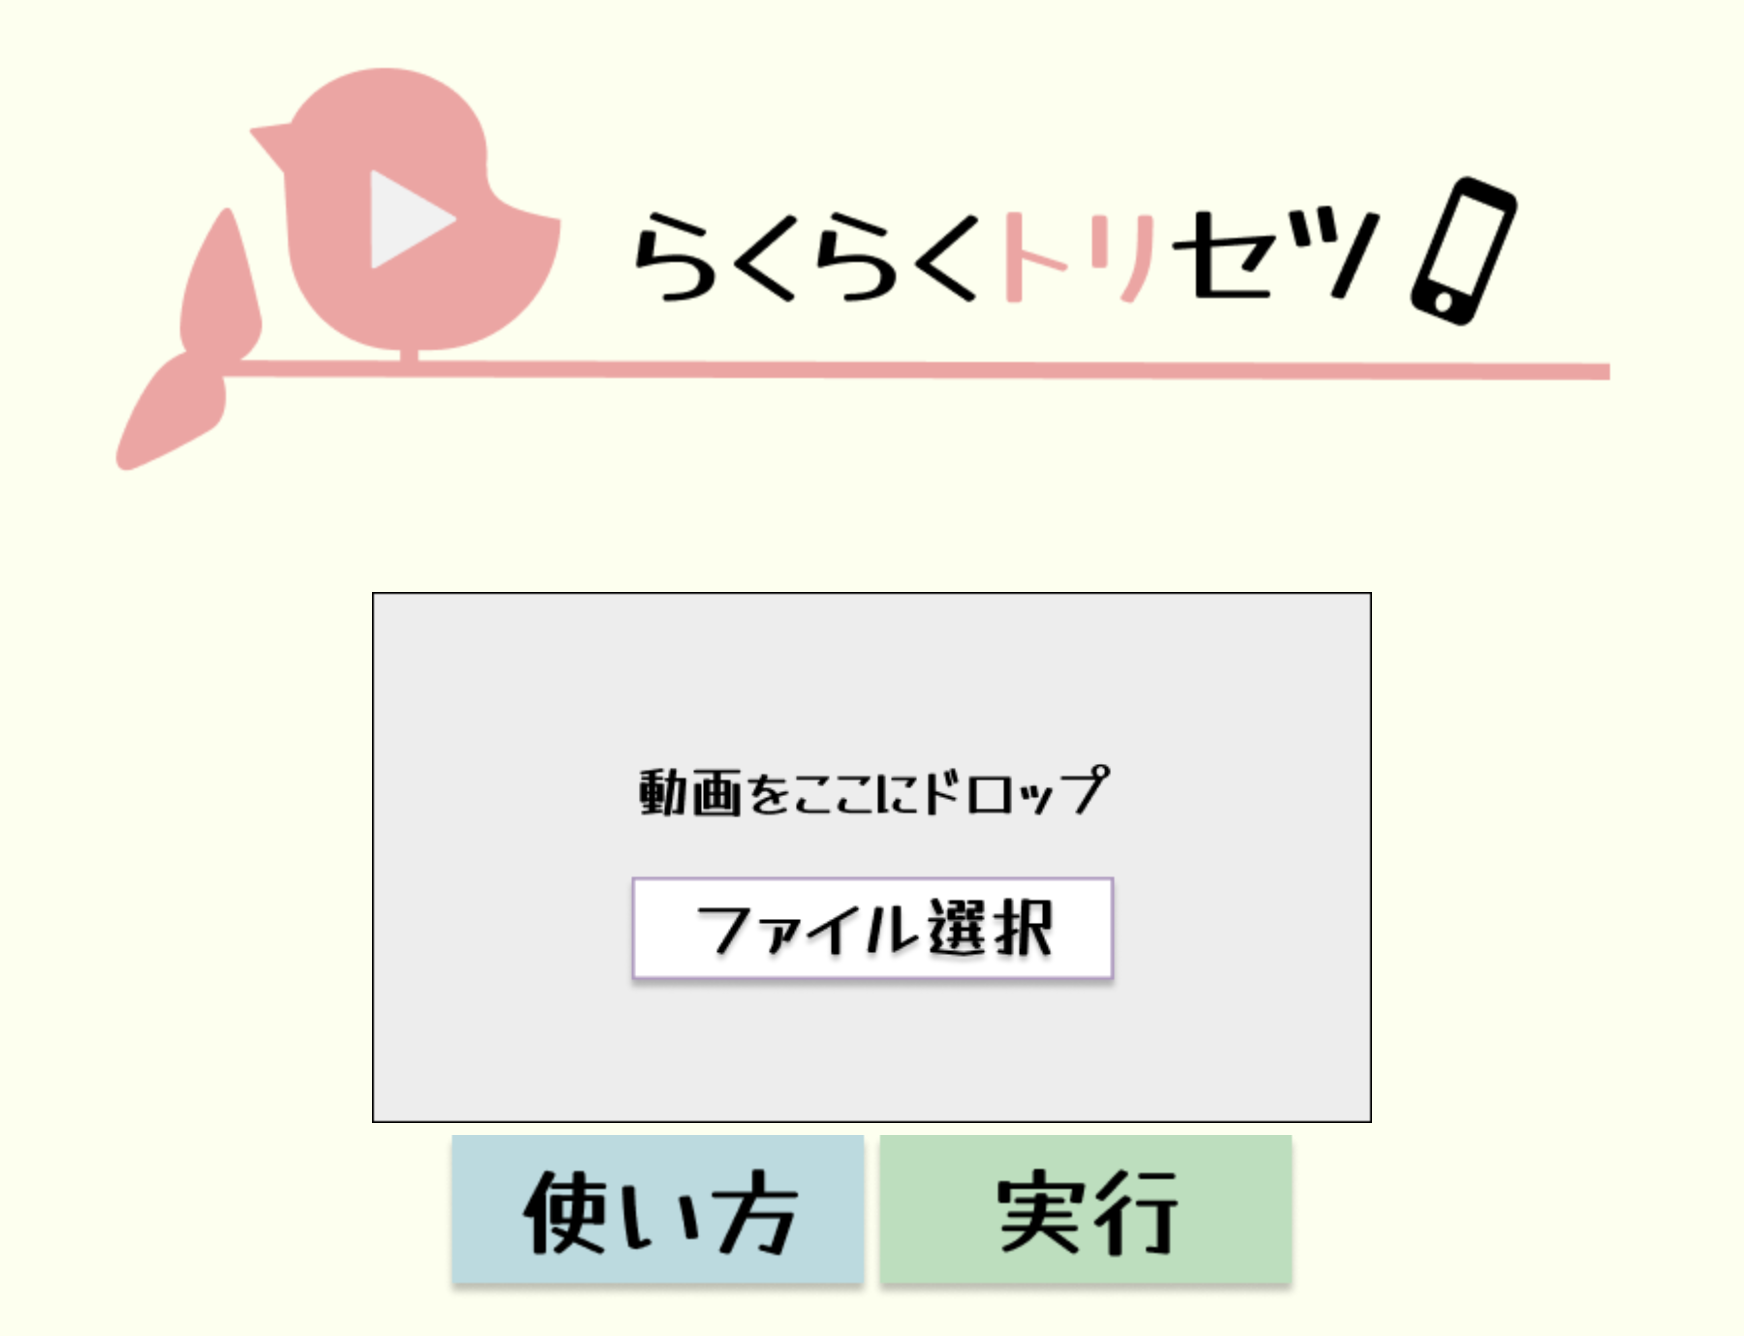 らくらくトリセツ
動画をここにドロップ
ファイル選択
使い方
実行